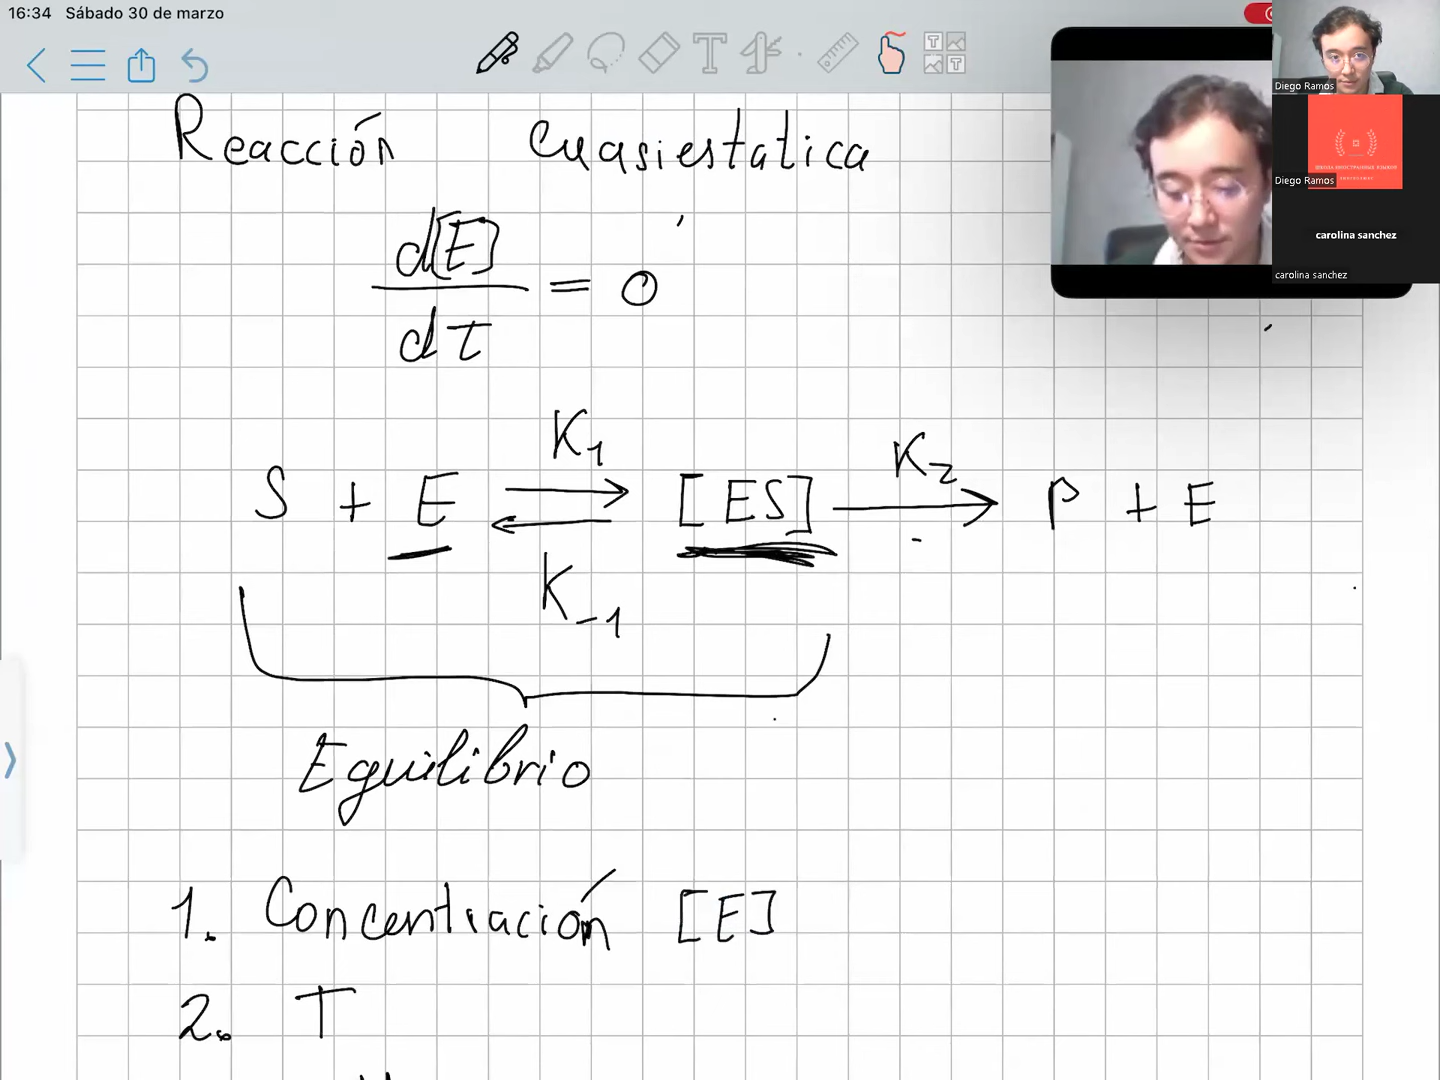 16:34 Sábado 30 de marzo
Diego Ramos
Diego Ramos
carolina sanchez
carolina sanchez
Reacción cuasiestatica
d[E]
dτ
= 0
K1
K2
S + E ⇌ [ES] → P + E
K-1
Equilibrio
1. Concentración [E]
2. T